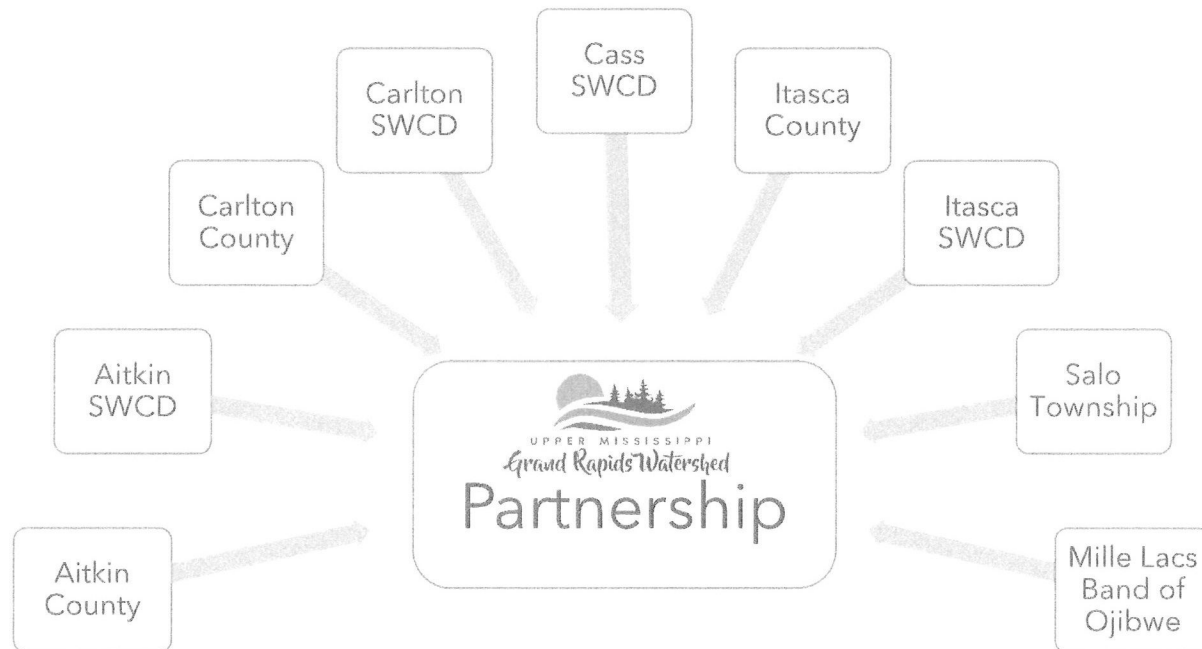 Cass
SWCD
Carlton
SWCD
Itasca
County
Carlton
County
Itasca
SWCD
Aitkin
SWCD
Salo
Township
Aitkin
County
Mille Lacs
Band of
Ojibwe
UPPER MISSISSIPPI
Grand Rapids Watershed
Partnership